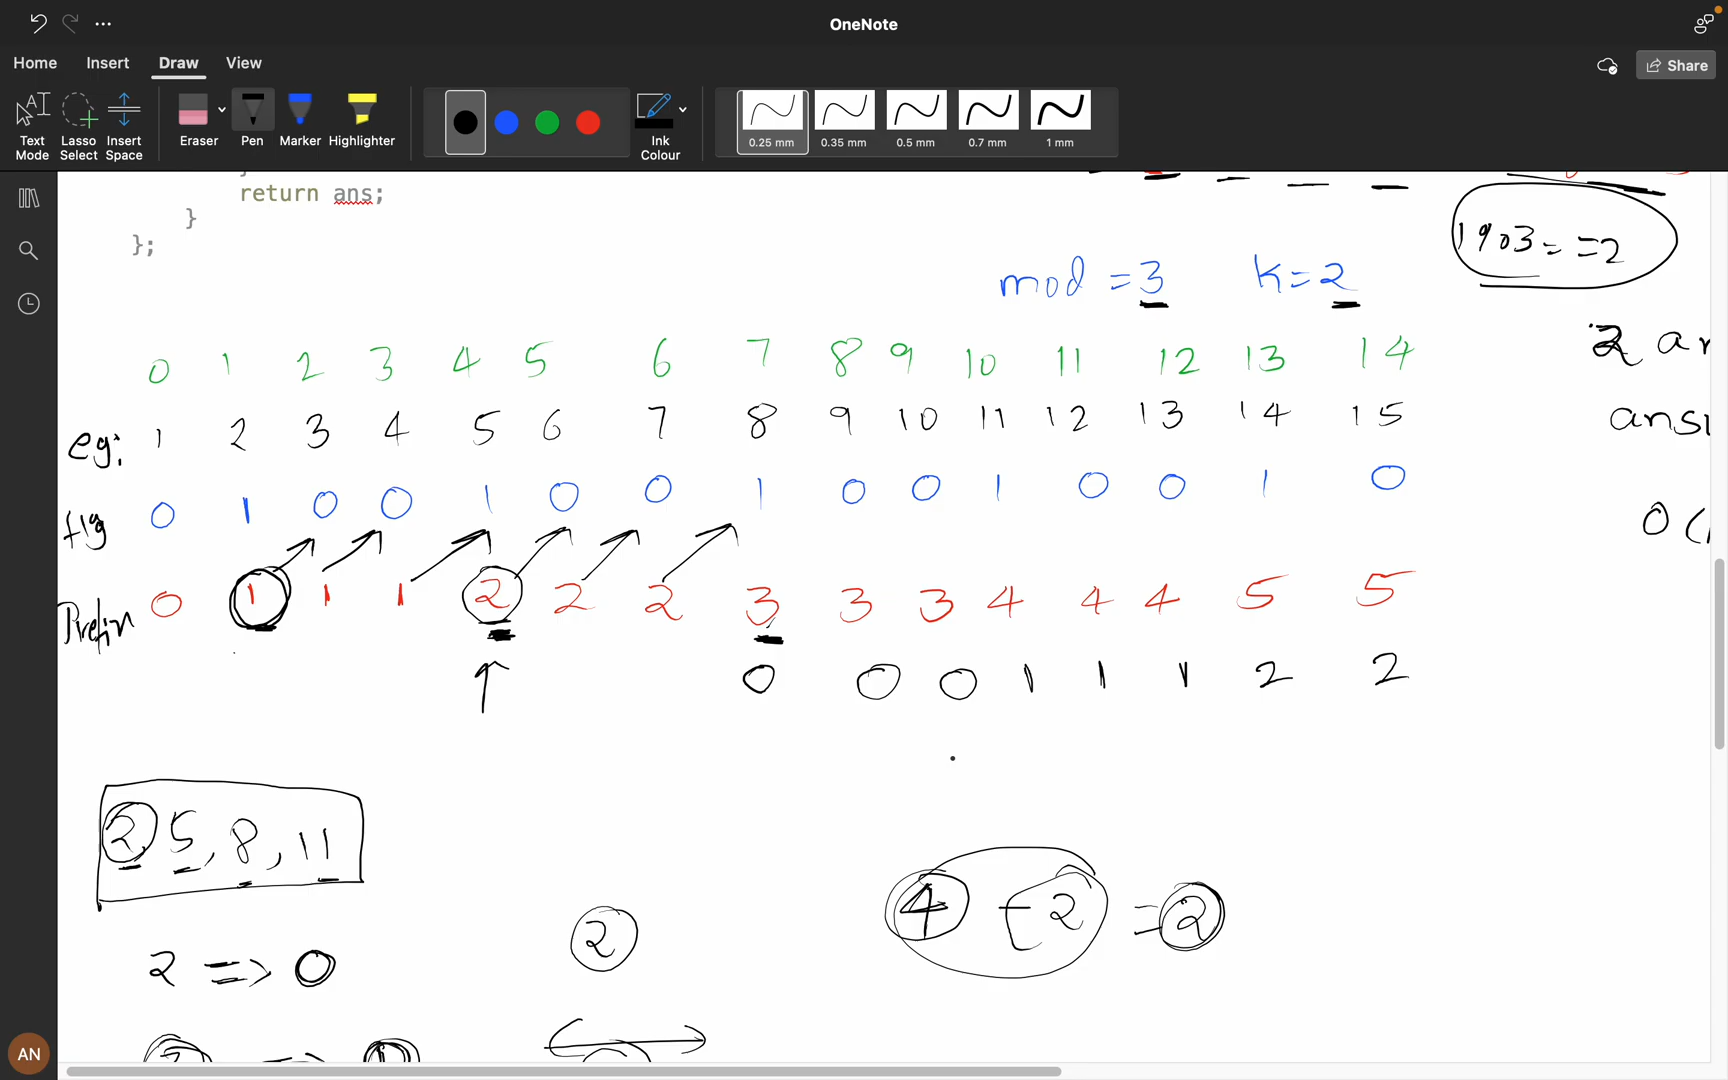 OneNote
Home Insert Draw View
Share
Text Mode
Lasso Select
Insert Space
Eraser
Pen
Marker
Highlighter
Ink Colour
0.25 mm
0.35 mm
0.5 mm
0.7 mm
1 mm
return ans;
}
};
1%3==2
mod=3 k=2
0 1 2 3 4 5 6 7 8 9 10 11 12 13 14
2 ar
eg: 1 2 3 4 5 6 7 8 9 10 11 12 13 14 15
ans
flg 0 1 0 0 1 0 0 1 0 0 1 0 0 1 0
0(
Prefix 0 1 1 1 2 2 2 3 3 3 4 4 4 5 5
0 0 0 1 1 1 2 2
2 5, 8, 11
4 - 2 = 2
2 => 0
2
AN